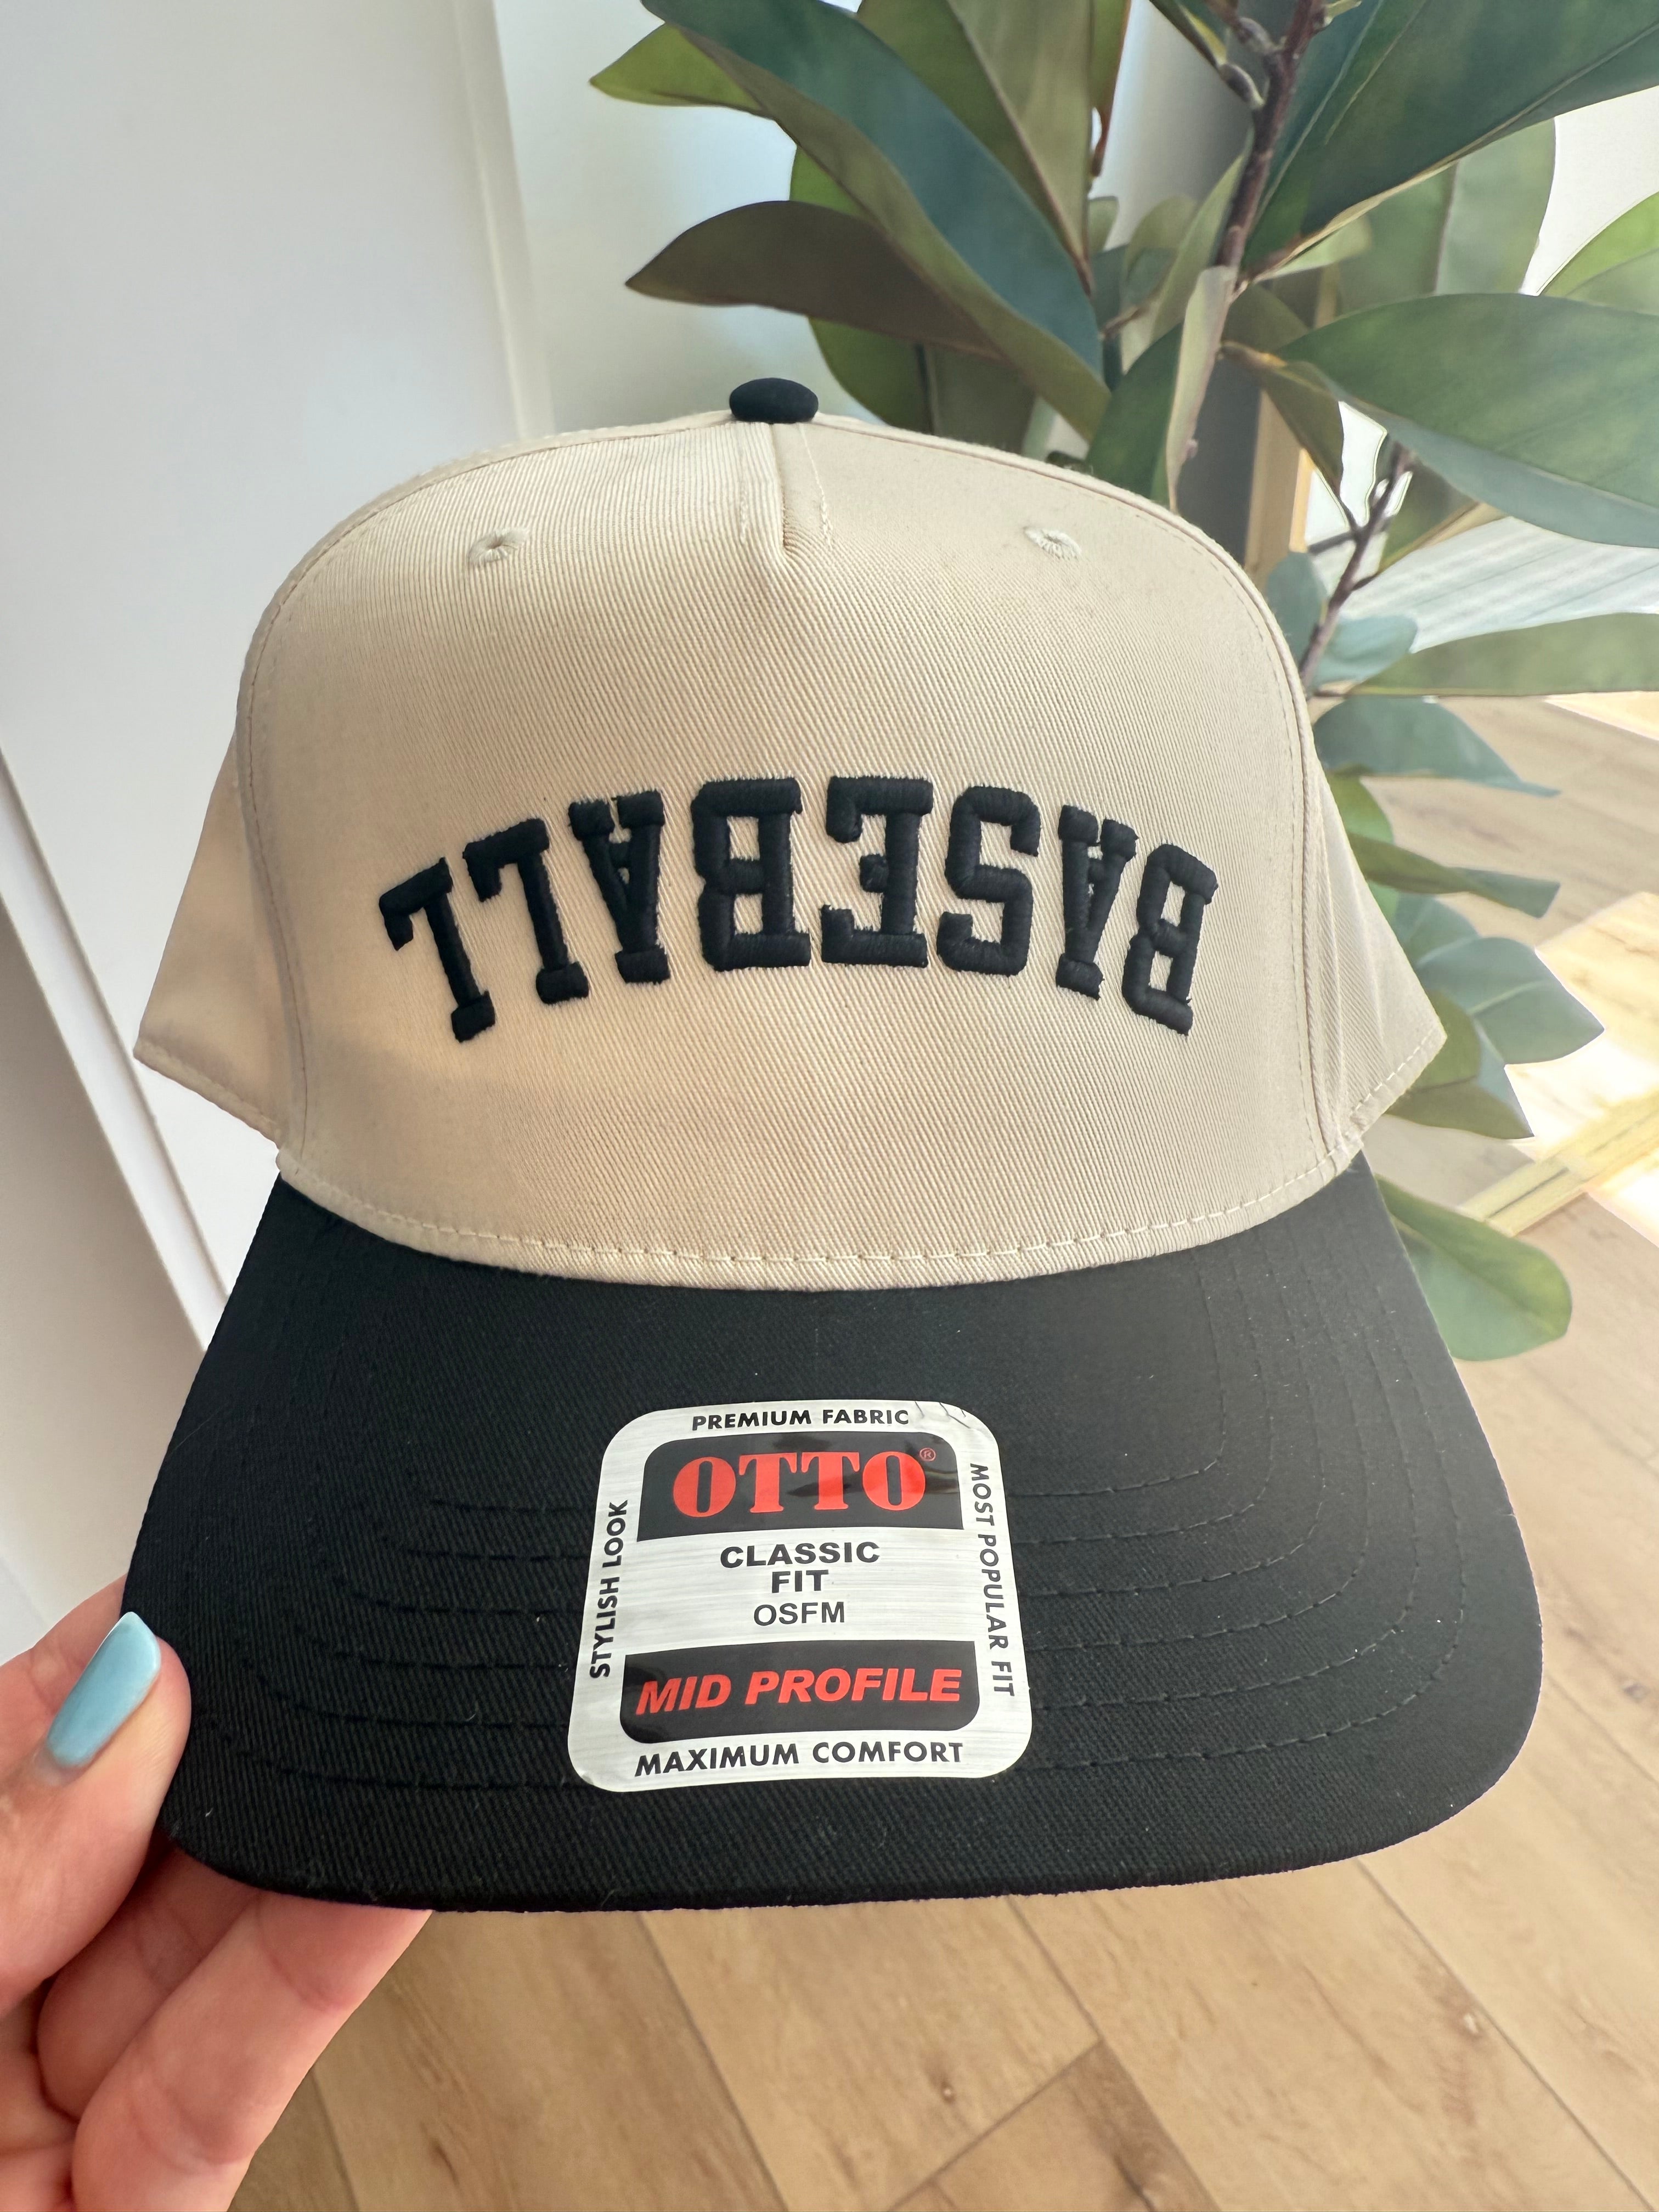 BASEBALL
PREMIUM FABRIC
OTTO®
CLASSIC
FIT
OSFM
MID PROFILE
MAXIMUM COMFORT
STYLISH LOOK
MOST POPULAR FIT